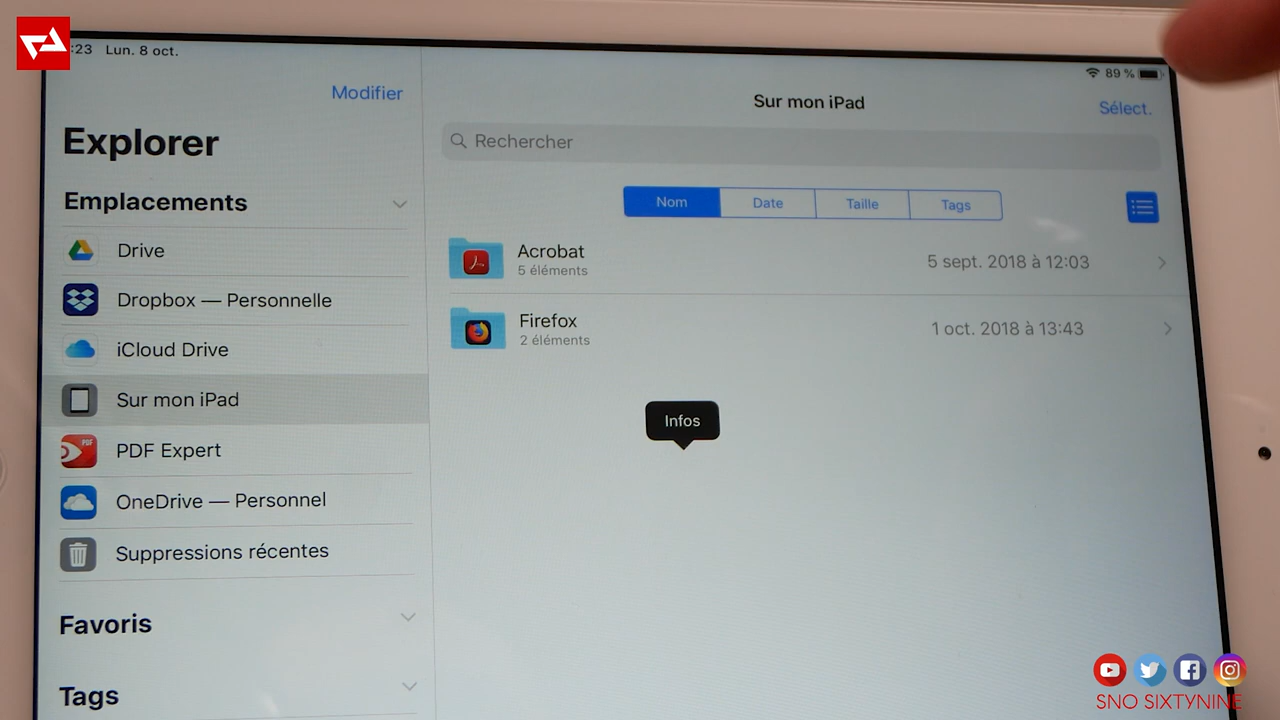 :23 Lun. 8 oct.
89 %
Modifier
Sur mon iPad
Sélect.
Explorer
Rechercher
Emplacements
Nom
Date
Taille
Tags
Drive
Dropbox — Personnelle
iCloud Drive
Sur mon iPad
PDF
PDF Expert
OneDrive — Personnel
Suppressions récentes
Favoris
Tags
Acrobat
5 éléments
5 sept. 2018 à 12:03
Firefox
2 éléments
1 oct. 2018 à 13:43
Infos
SNO SIXTYNINE